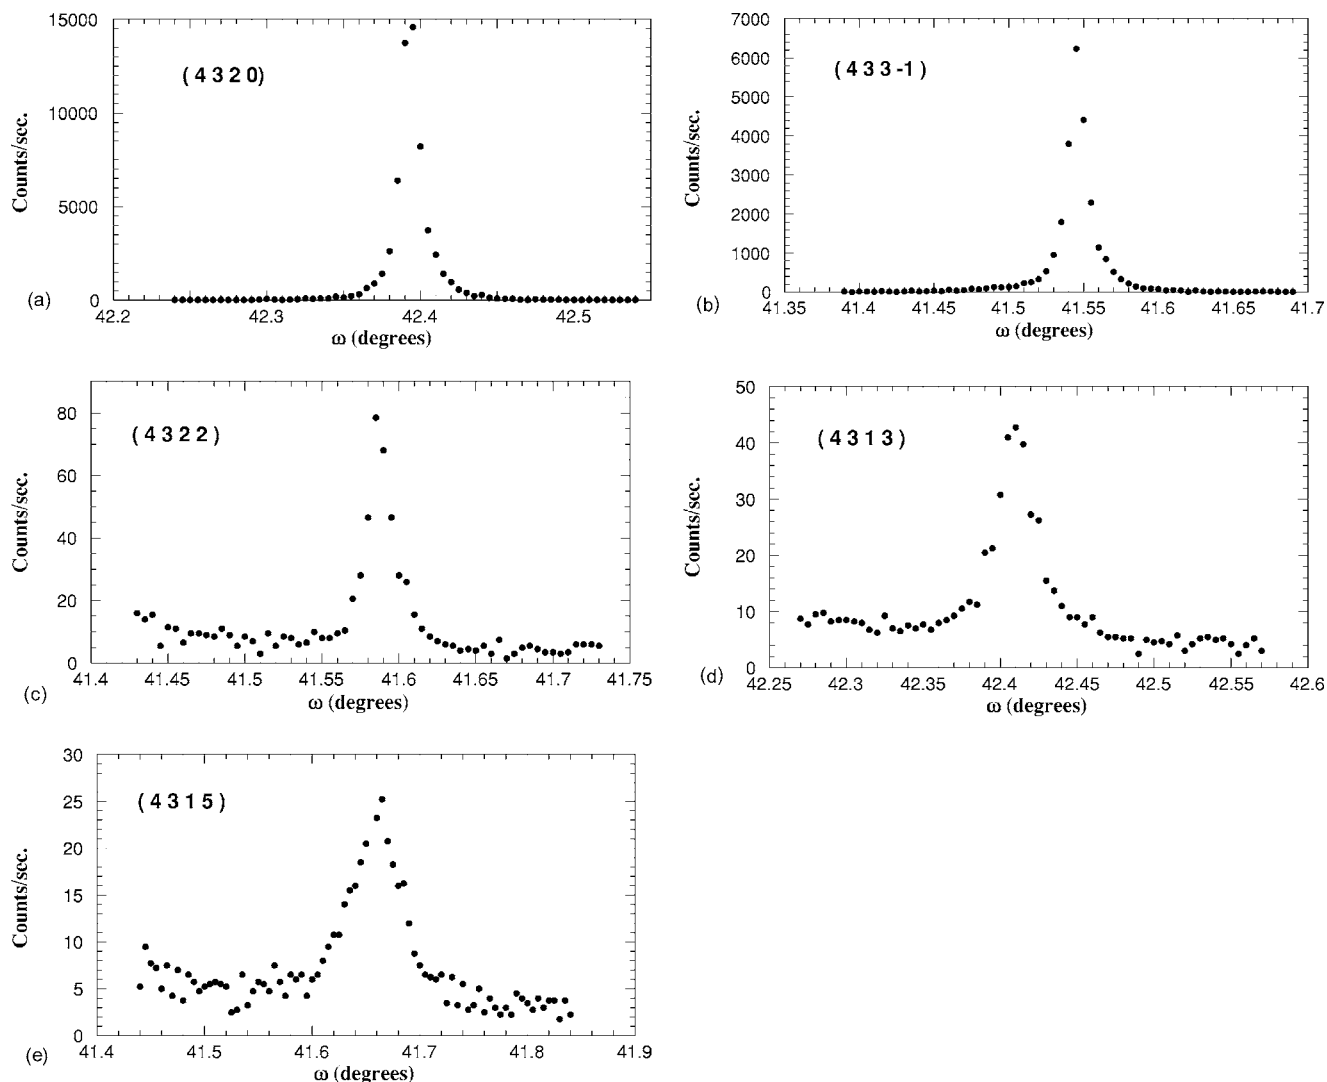 15000
10000
5000
0
Counts/sec.
( 4 3 2 0)
(a)
42.2 42.3 42.4 42.5
ω (degrees)
7000
6000
5000
4000
3000
2000
1000
0
Counts/sec.
( 4 3 3 -1 )
(b)
41.35 41.4 41.45 41.5 41.55 41.6 41.65 41.7
ω (degrees)
80
60
40
20
0
Counts/sec.
( 4 3 2 2 )
(c)
41.4 41.45 41.5 41.55 41.6 41.65 41.7 41.75
ω (degrees)
50
40
30
20
10
0
Counts/sec.
( 4 3 1 3 )
(d)
42.25 42.3 42.35 42.4 42.45 42.5 42.55 42.6
ω (degrees)
30
25
20
15
10
5
0
Counts/sec.
( 4 3 1 5 )
(e)
41.4 41.5 41.6 41.7 41.8 41.9
ω (degrees)